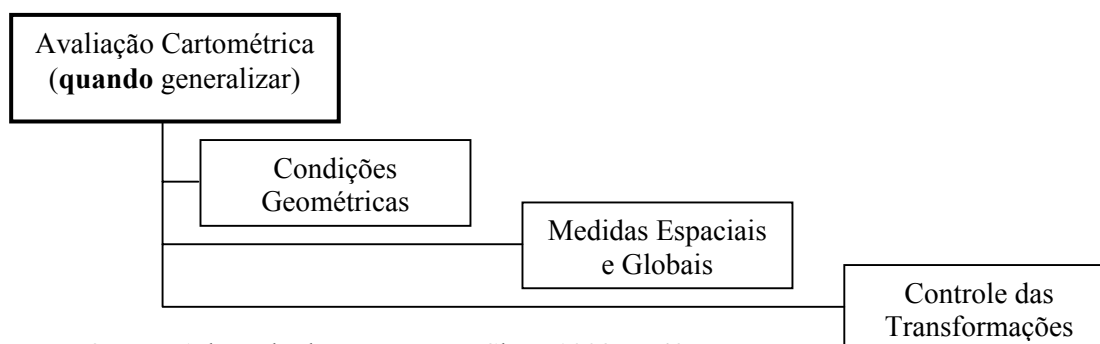 Avaliação Cartométrica
(quando generalizar)
Condições
Geométricas
Medidas Espaciais
e Globais
Controle das
Transformações